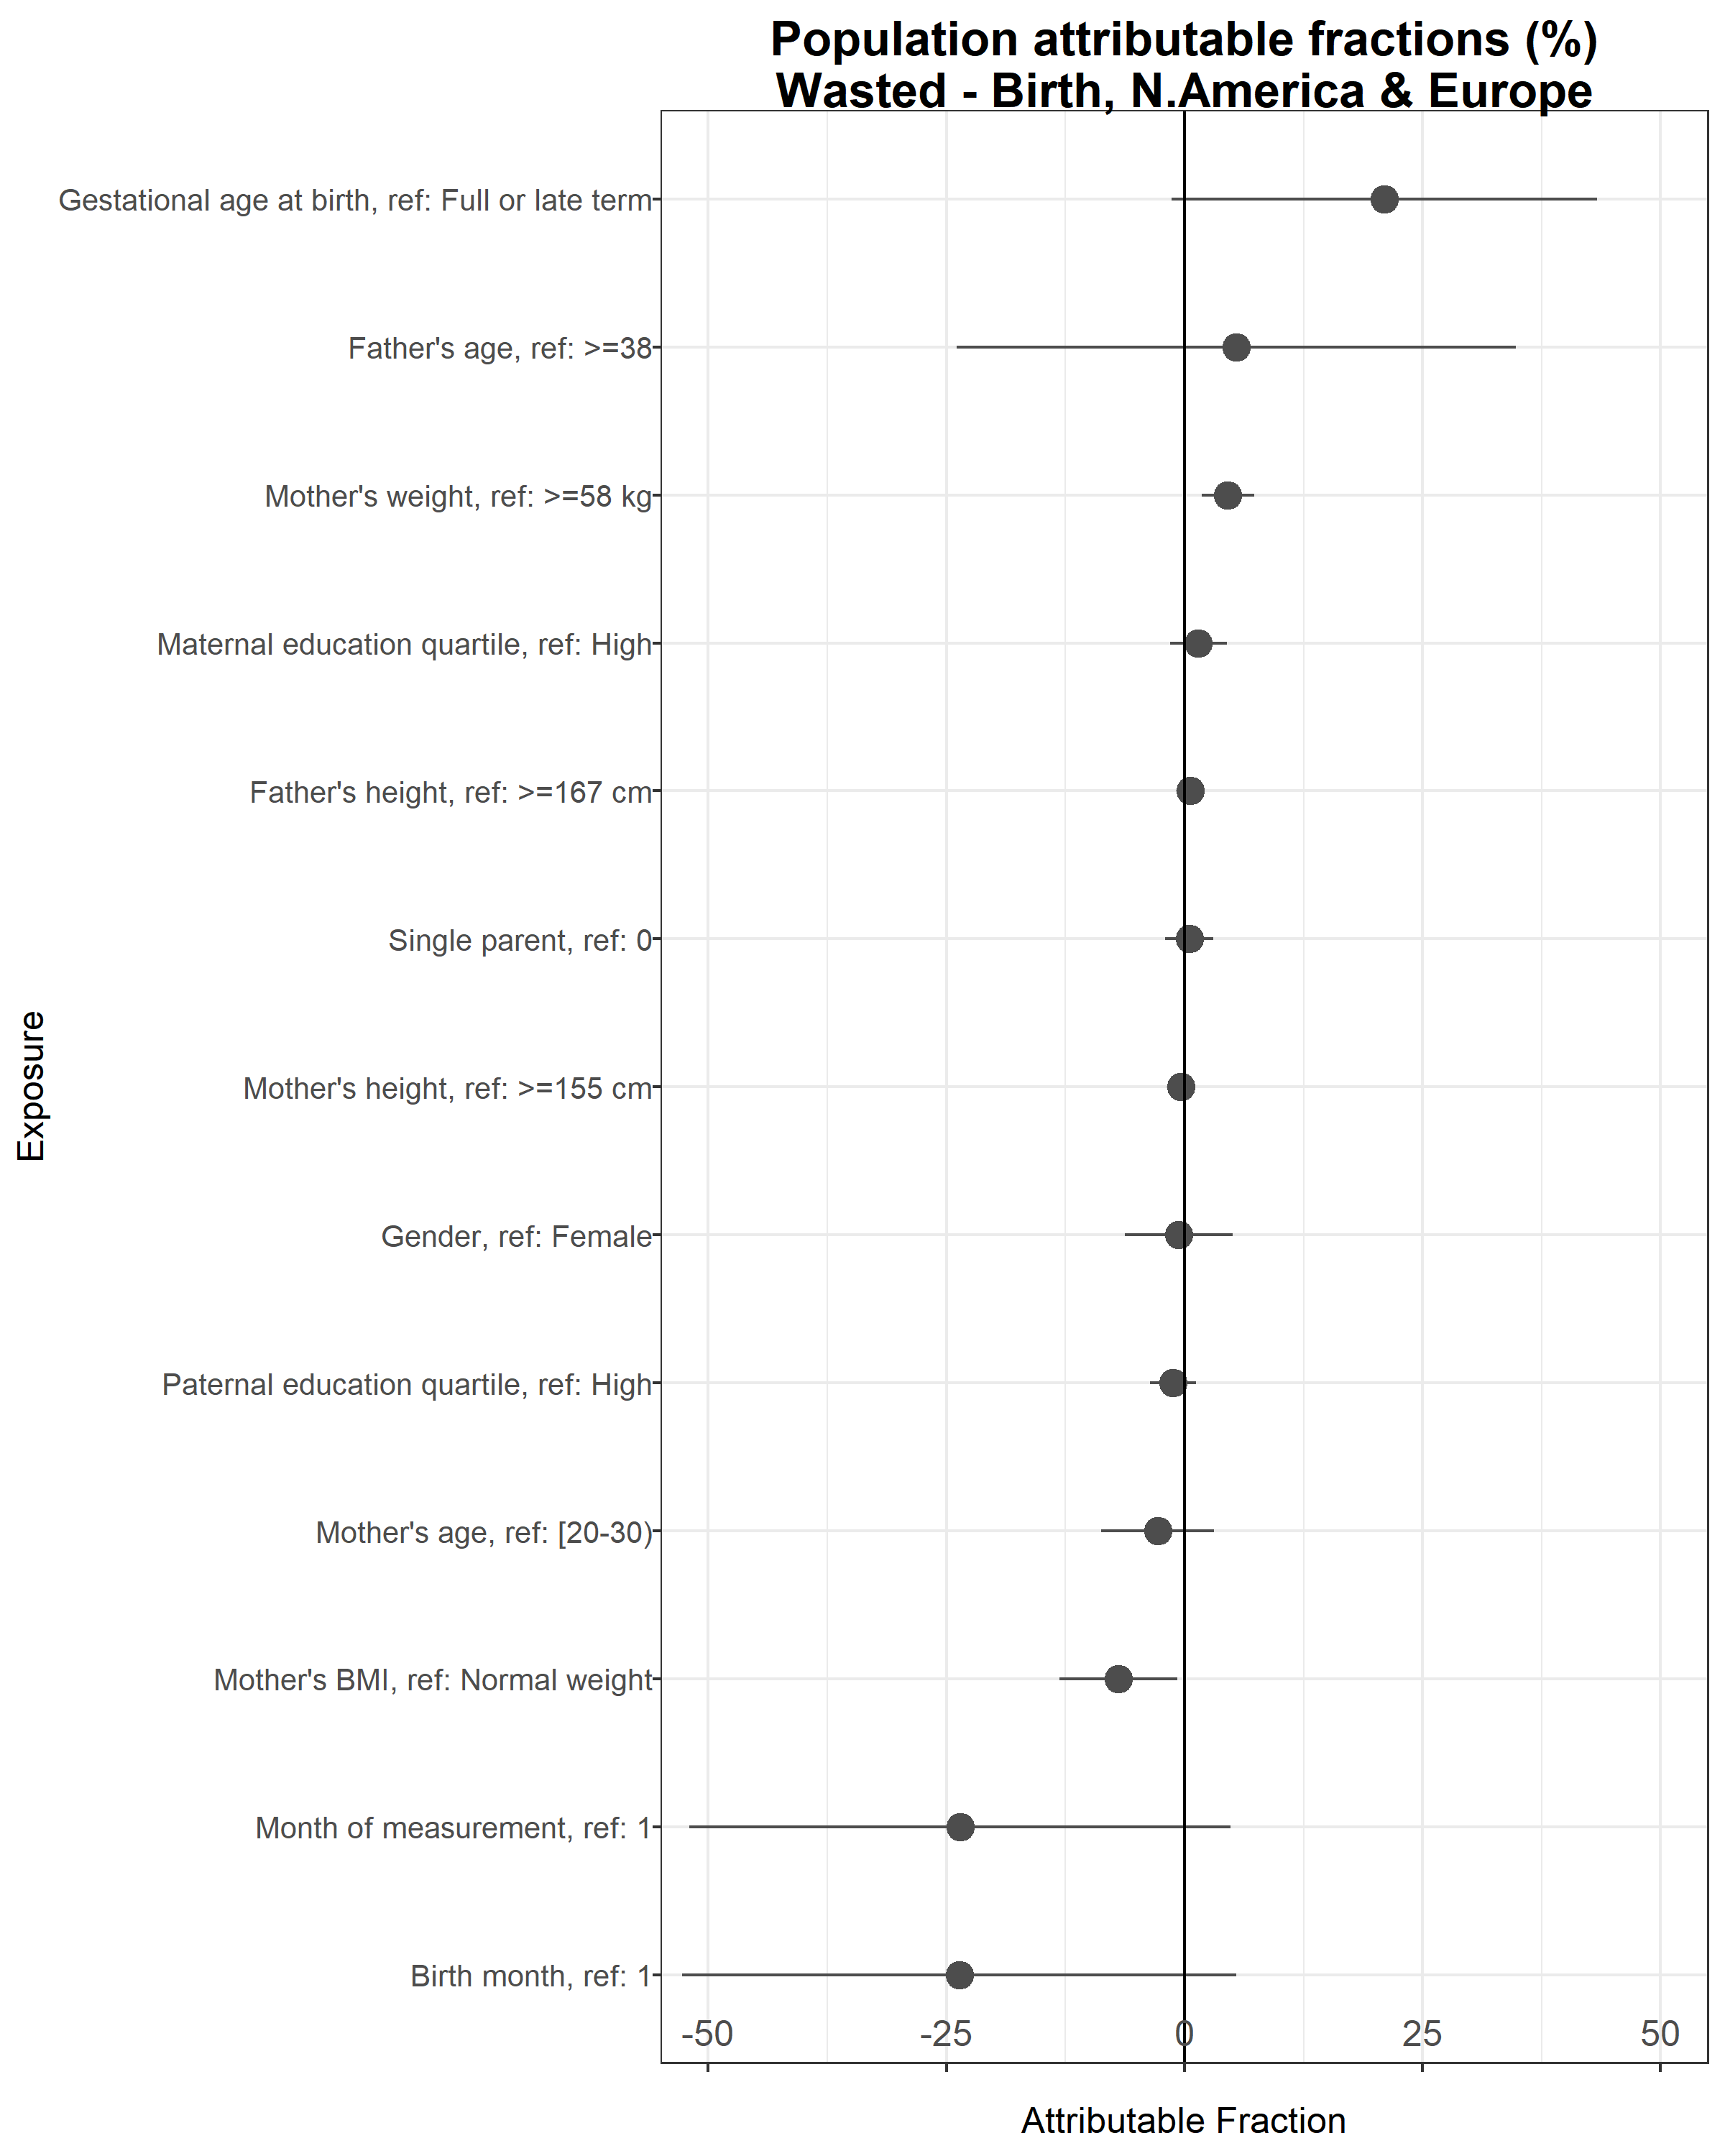 Population attributable fractions (%)
Wasted - Birth, N.America & Europe
Gestational age at birth, ref: Full or late term
Father's age, ref: >=38
Mother's weight, ref: >=58 kg
Maternal education quartile, ref: High
Father's height, ref: >=167 cm
Single parent, ref: 0
Mother's height, ref: >=155 cm
Gender, ref: Female
Paternal education quartile, ref: High
Mother's age, ref: [20-30)
Mother's BMI, ref: Normal weight
Month of measurement, ref: 1
Birth month, ref: 1
Exposure
-50 -25 0 25 50
Attributable Fraction